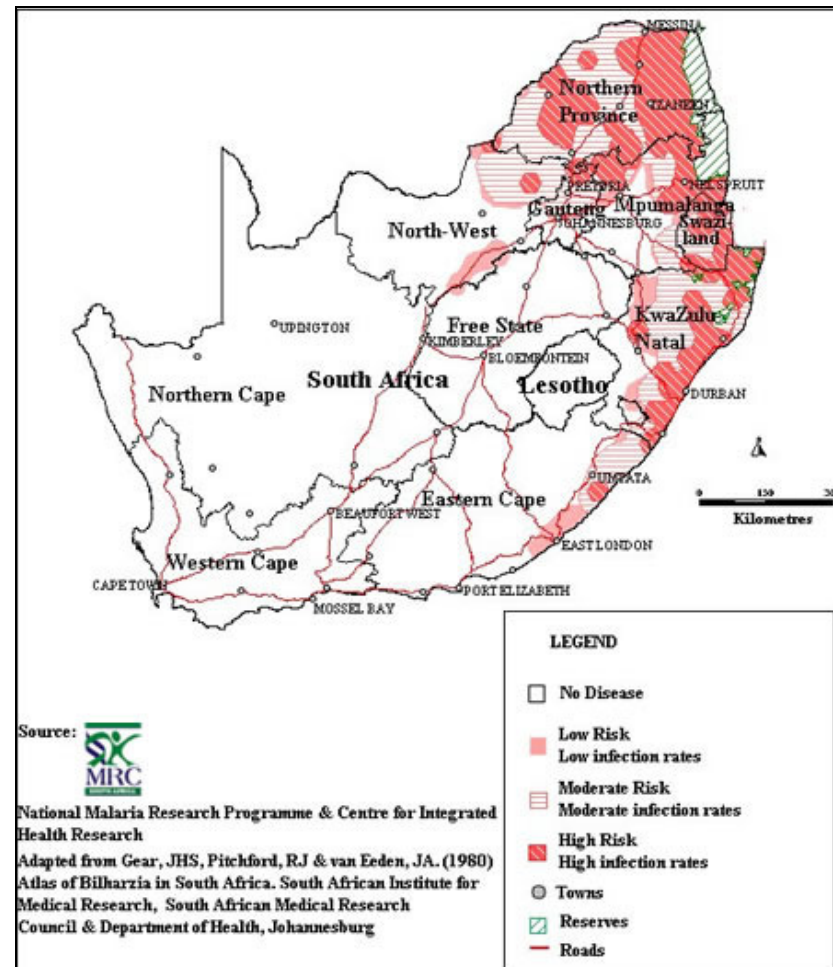 MESSINA
Northern
Province
TZANEEN
PRETORIA
NELSPRUIT
Gauteng
Mpumalanga
JOHANNESBURG
Swazi-
land
North-West
UPINGTON
Free State
KwaZulu
Natal
KIMBERLEY
BLOEMFONTEIN
South Africa
Lesotho
Northern Cape
DURBAN
UMTATA
Eastern Cape
BEAUFORT WEST
EAST LONDON
Western Cape
CAPE TOWN
PORT ELIZABETH
MOSSEL BAY
0 150 30
Kilometres
LEGEND
No Disease
Low Risk
Low infection rates
Moderate Risk
Moderate infection rates
High Risk
High infection rates
Towns
Reserves
Roads
Source:
MRC
SOUTH AFRICA
National Malaria Research Programme & Centre for Integrated
Health Research
Adapted from Gear, JHS, Pitchford, RJ & van Eeden, JA. (1980)
Atlas of Bilharzia in South Africa. South African Institute for
Medical Research, South African Medical Research
Council & Department of Health, Johannesburg